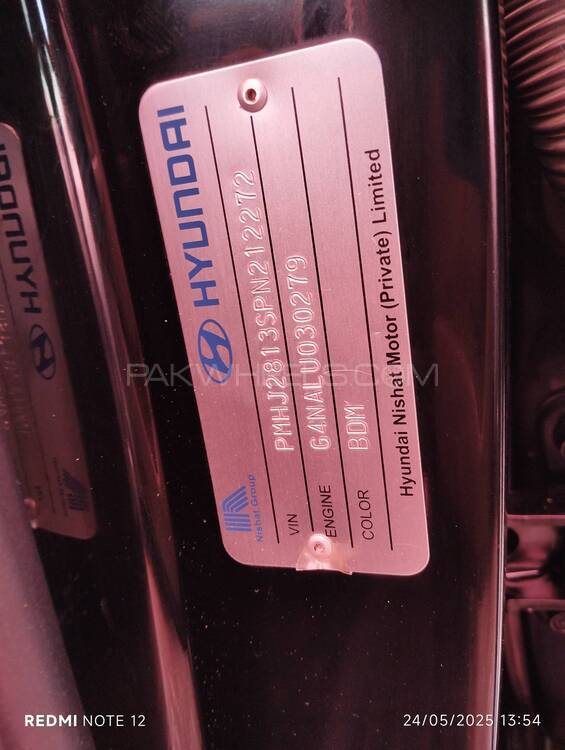 HYUNDAI
Nishat Group
VIN PMHJ2813SPN212272
ENGINE G4NALU030279
COLOR BDM
Hyundai Nishat Motor (Private) Limited
HYUNDAI
PAKWHEELS.COM
REDMI NOTE 12
24/05/2025 13:54